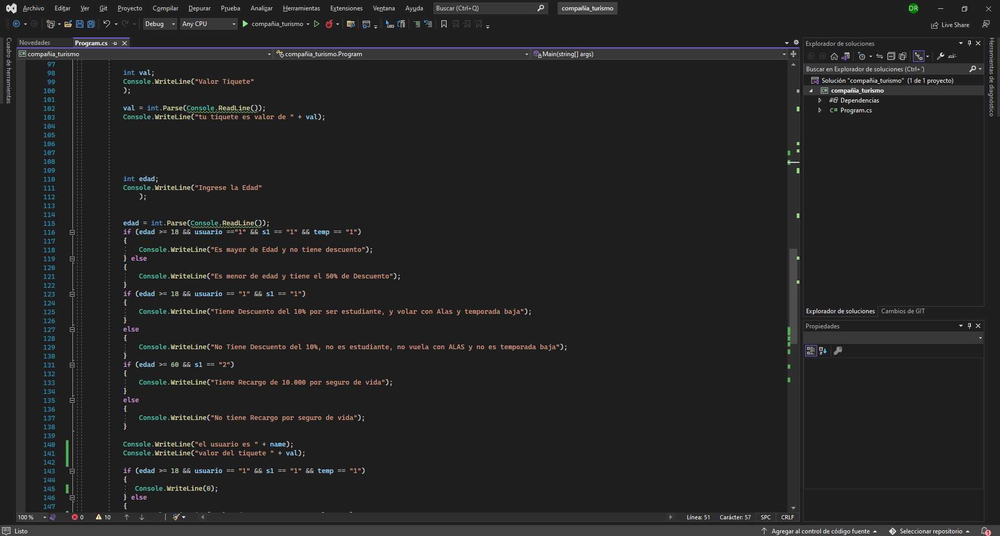 Archivo Editar Ver Git Proyecto Compilar Depurar Prueba Analizar Herramientas Extensiones Ventana Ayuda Buscar (Ctrl+Q) compañia_turismo DR
Debug Any CPU compañia_turismo Live Share
Cuadro de herramientas
Novedades Program.cs
compañia_turismo compañia_turismo.Program Main(string[] args)
97
98 int val;
99 Console.WriteLine("Valor Tiquete"
100 );
101
102 val = int.Parse(Console.ReadLine());
103 Console.WriteLine("tu tiquete es valor de " + val);
104
105
106
107
108
109
110 int edad;
111 Console.WriteLine("Ingrese la Edad"
112 );
113
114
115 edad = int.Parse(Console.ReadLine());
116 if (edad >= 18 && usuario =="1" && s1 == "1" && temp == "1")
117 {
118 Console.WriteLine("Es mayor de Edad y no tiene descuento");
119 } else
120 {
121 Console.WriteLine("Es menor de edad y tiene el 50% de Descuento");
122 }
123 if (edad >= 18 && usuario == "1" && s1 == "1")
124 {
125 Console.WriteLine("Tiene Descuento del 10% por ser estudiante, y volar con Alas y temporada baja");
126 }
127 else
128 {
129 Console.WriteLine("No Tiene Descuento del 10%, no es estudiante, no vuela con ALAS y no es temporada baja");
130 }
131 if (edad >= 60 && s1 == "2")
132 {
133 Console.WriteLine("Tiene Recargo de 10.000 por seguro de vida");
134 }
135 else
136 {
137 Console.WriteLine("No tiene Recargo por seguro de vida");
138 }
139
140 Console.WriteLine("el usuario es " + name);
141 Console.WriteLine("valor del tiquete " + val);
142
143 if (edad >= 18 && usuario == "1" && s1 == "1" && temp == "1")
144 {
145 Console.WriteLine(0);
146 } else
147 {
100 % 0 10 Línea: 51 Carácter: 57 SPC CRLF
Explorador de soluciones
Buscar en Explorador de soluciones (Ctrl+´)
Solución "compañia_turismo" (1 de 1 proyecto)
compañia_turismo
Dependencias
C# Program.cs
Explorador de soluciones Cambios de GIT
Propiedades
Herramientas de diagnóstico
Listo Agregar al control de código fuente Seleccionar repositorio 1